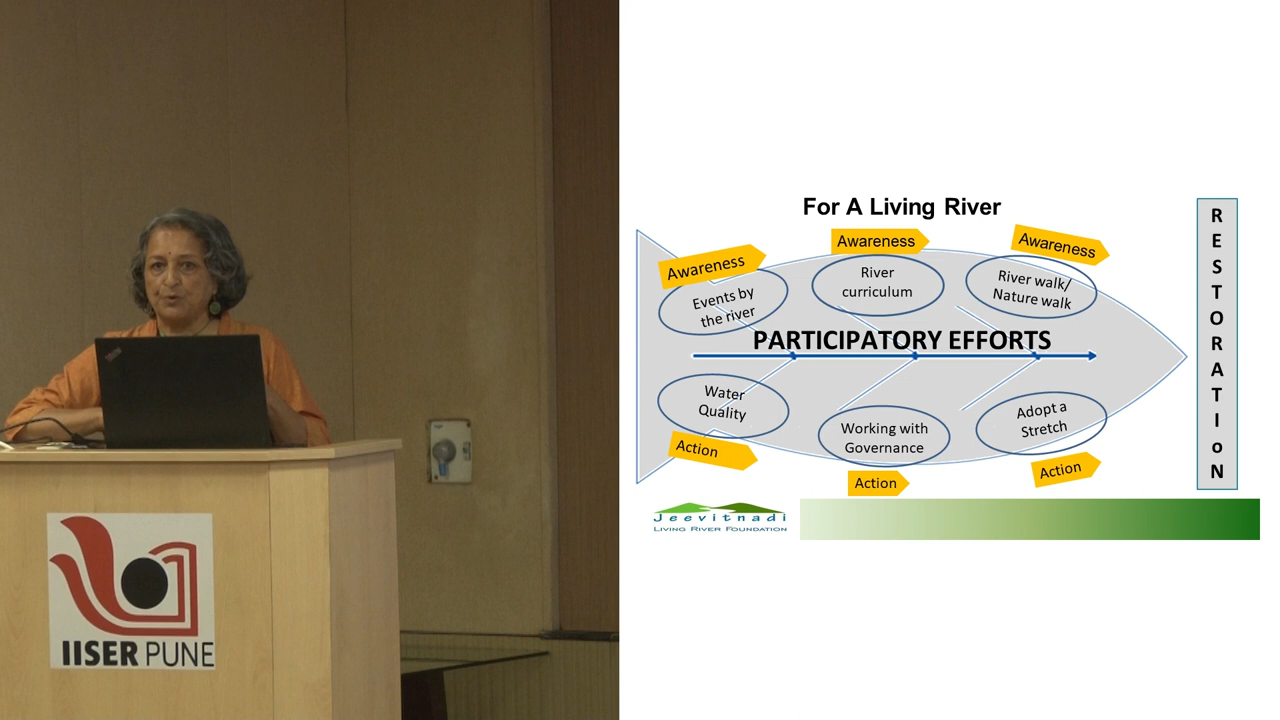 For A Living River
Awareness
Awareness
Awareness
Events by
the river
River
curriculum
River walk/
Nature walk
PARTICIPATORY EFFORTS
Water
Quality
Working with
Governance
Adopt a
Stretch
Action
Action
Action
R
E
S
T
O
R
A
T
I
o
N
Jeevitnadi
LIVING RIVER FOUNDATION
IISER PUNE